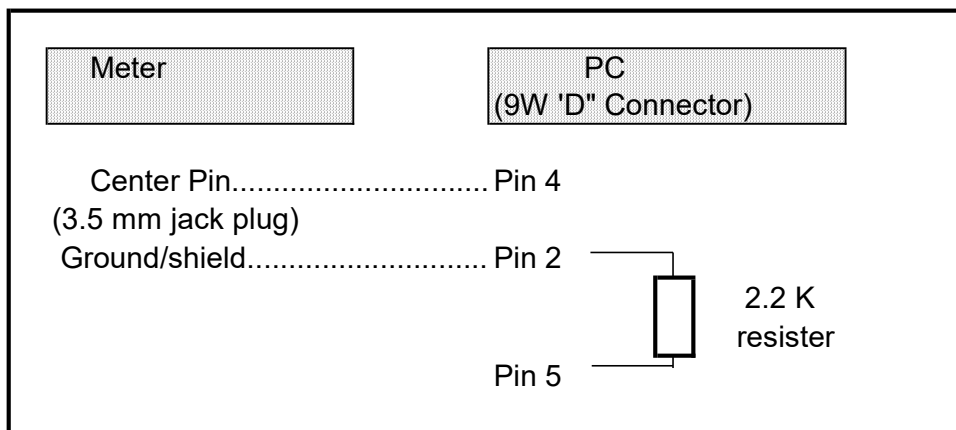 Meter
PC
(9W 'D" Connector)
Center Pin............................... Pin 4
(3.5 mm jack plug)
Ground/shield............................. Pin 2
2.2 K
resister
Pin 5